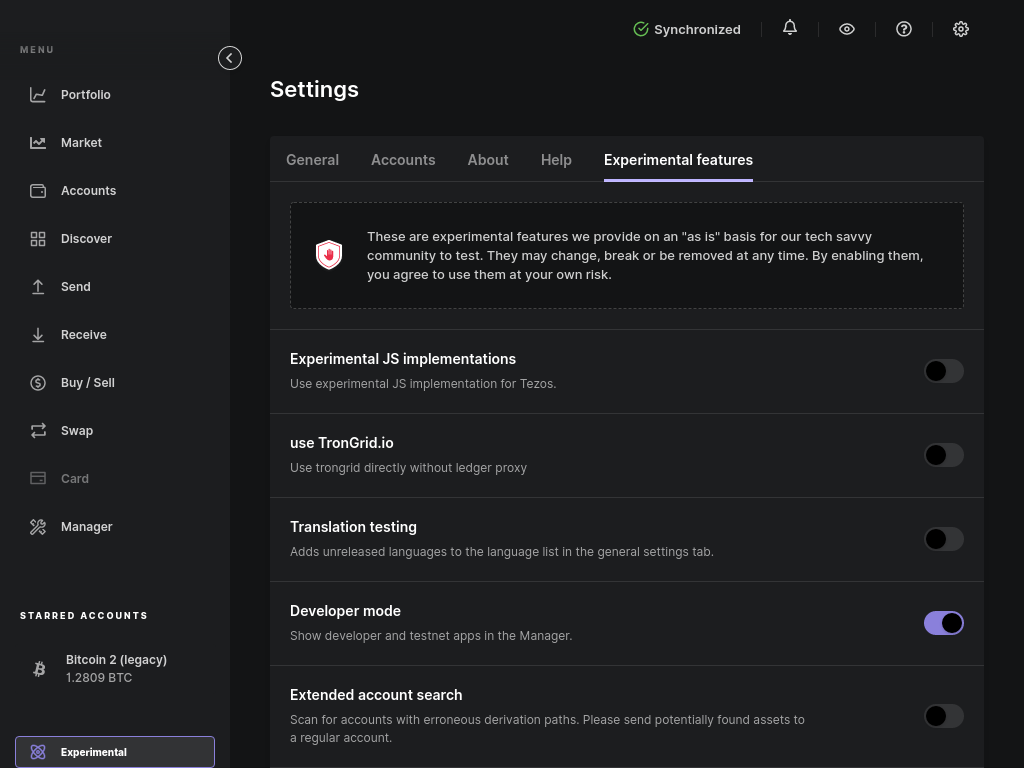 MENU
Portfolio
Market
Accounts
Discover
Send
Receive
Buy / Sell
Swap
Card
Manager
STARRED ACCOUNTS
Bitcoin 2 (legacy)
1.2809 BTC
Experimental
Synchronized
Settings
General Accounts About Help Experimental features
These are experimental features we provide on an "as is" basis for our tech savvy
community to test. They may change, break or be removed at any time. By enabling them,
you agree to use them at your own risk.
Experimental JS implementations
Use experimental JS implementation for Tezos.
use TronGrid.io
Use trongrid directly without ledger proxy
Translation testing
Adds unreleased languages to the language list in the general settings tab.
Developer mode
Show developer and testnet apps in the Manager.
Extended account search
Scan for accounts with erroneous derivation paths. Please send potentially found assets to
a regular account.